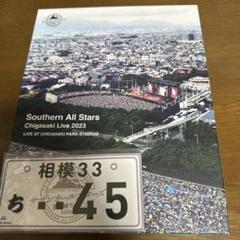 Southern All Stars
Chigasaki Live 2023
LIVE AT CHIGASAKI PARK STADIUM
相模33
ち
45